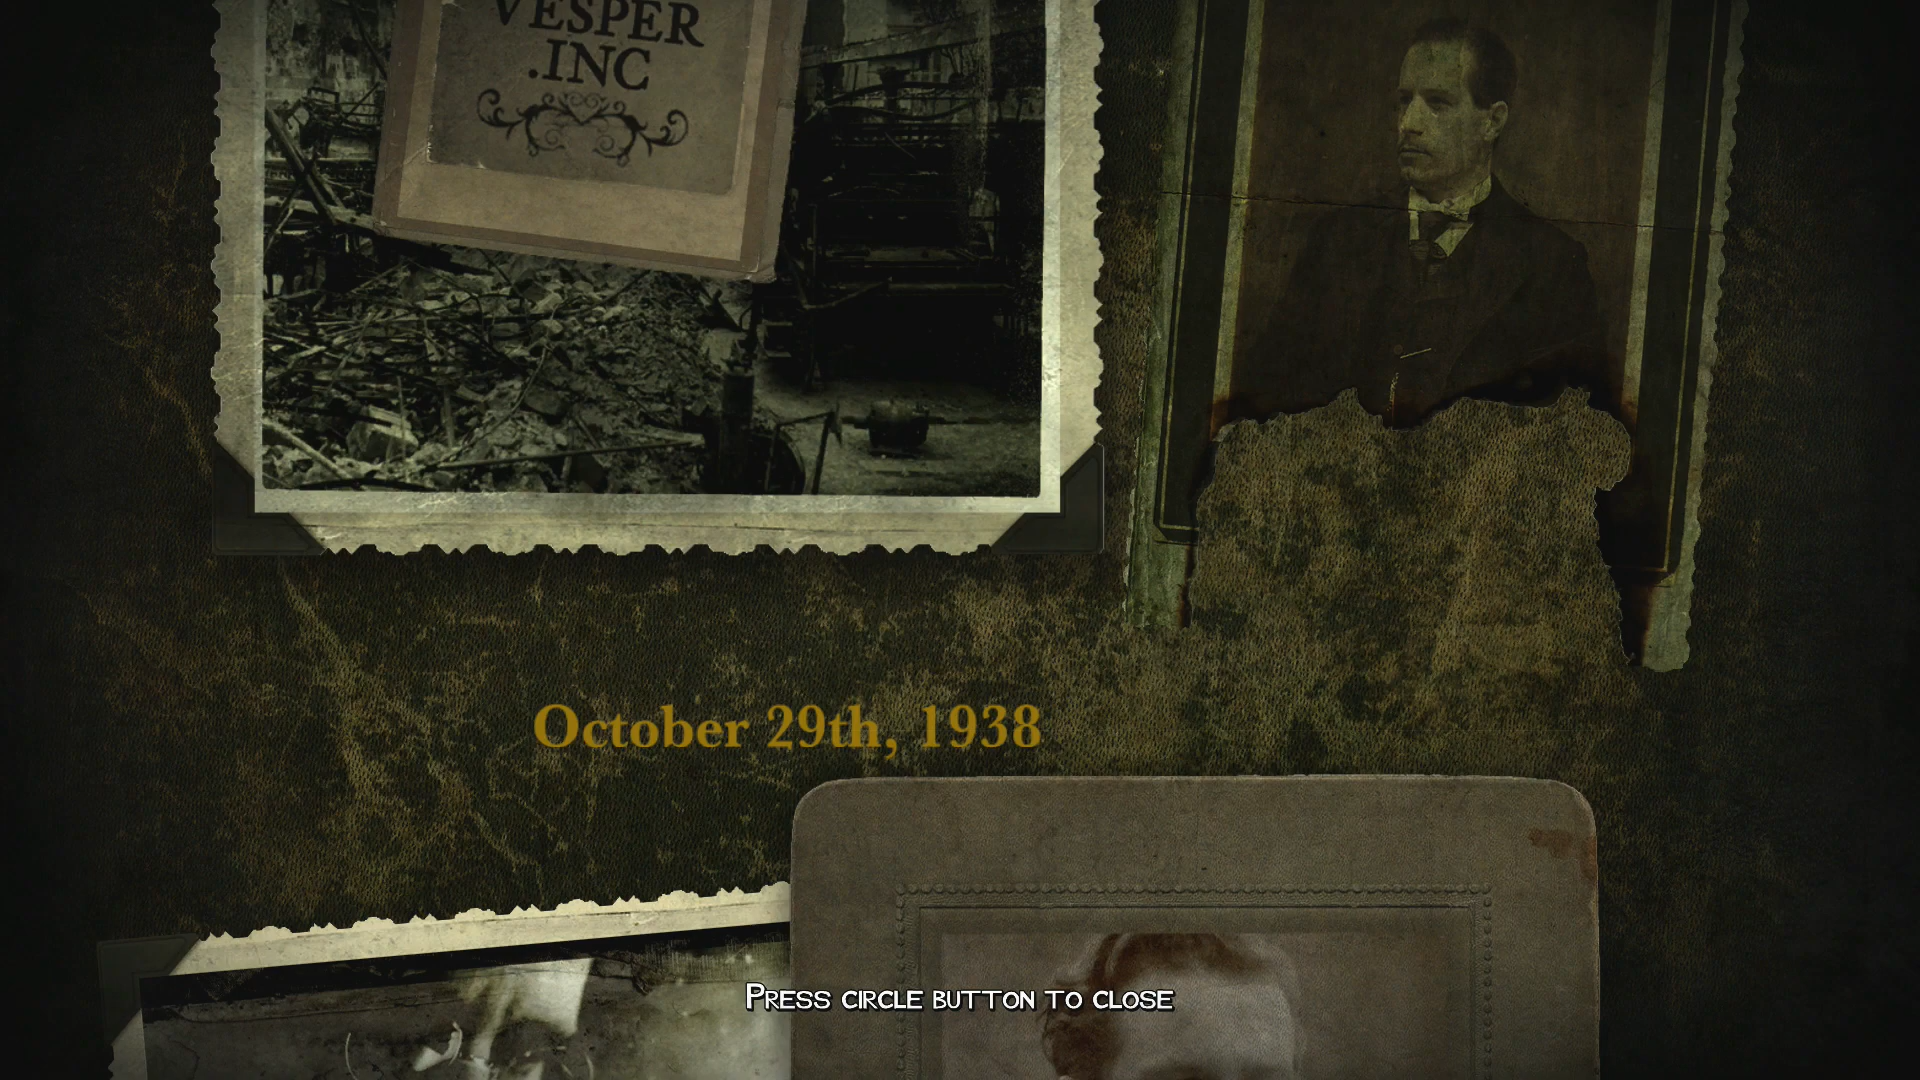 VESPER
.INC
October 29th, 1938
PRESS CIRCLE BUTTON TO CLOSE